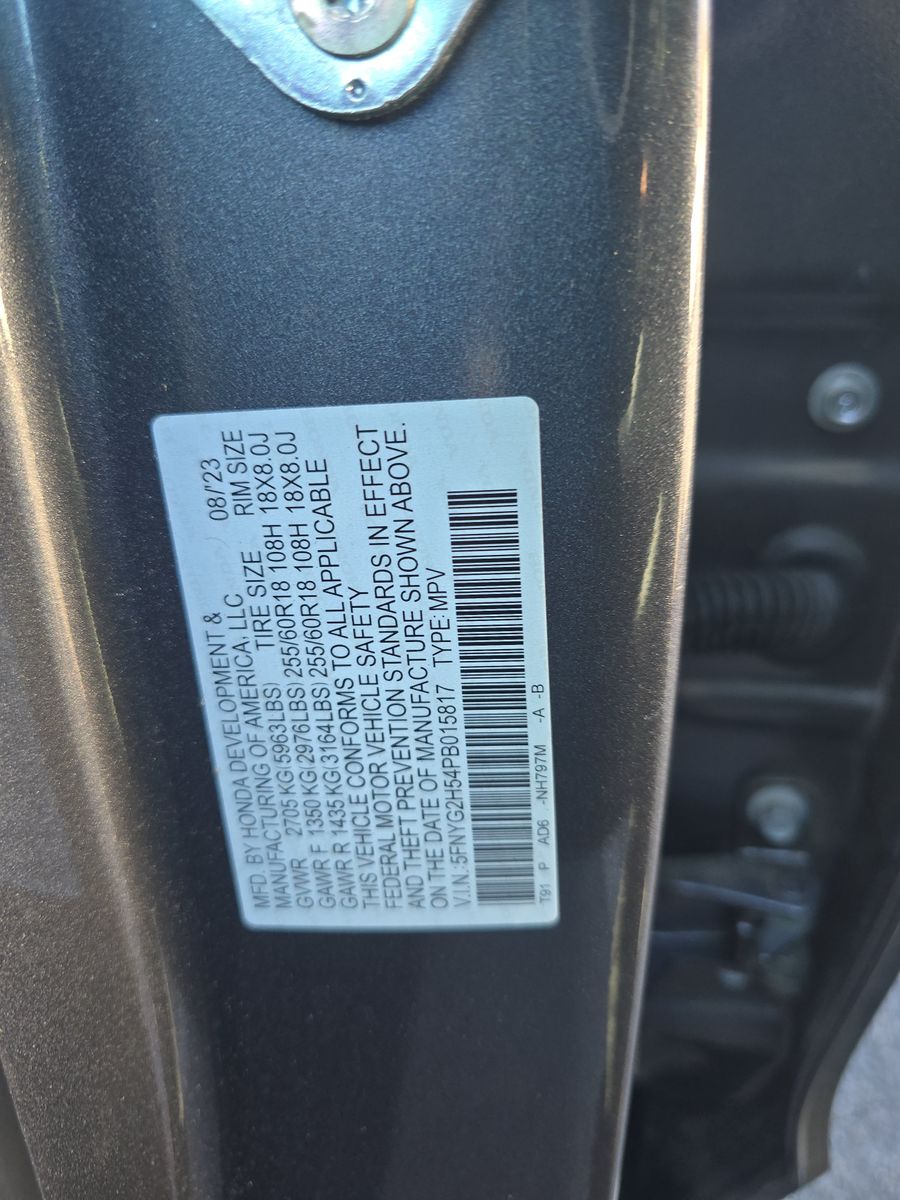 MFD. BY HONDA DEVELOPMENT &
MANUFACTURING OF AMERICA, LLC 08/'23
TIRE SIZE RIM SIZE
GVWR 2705 KG(5963LBS)
GAWR F 1350 KG(2976LBS) 255/60R18 108H 18X8.0J
GAWR R 1435 KG(3164LBS) 255/60R18 108H 18X8.0J
THIS VEHICLE CONFORMS TO ALL APPLICABLE
FEDERAL MOTOR VEHICLE SAFETY
AND THEFT PREVENTION STANDARDS IN EFFECT
ON THE DATE OF MANUFACTURE SHOWN ABOVE.
V.I.N.:5FNYG2H54PB015817 TYPE: MPV
T91 P AD6 -NH797M -A -B